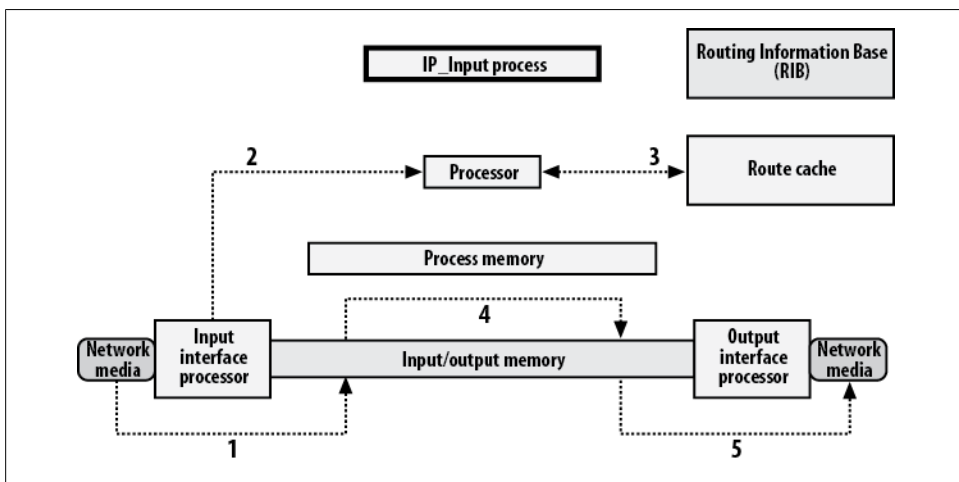 IP_Input process
Routing Information Base
(RIB)
2
Processor
3
Route cache
Process memory
4
Network
media
Input
interface
processor
Input/output memory
Output
interface
processor
Network
media
1
5